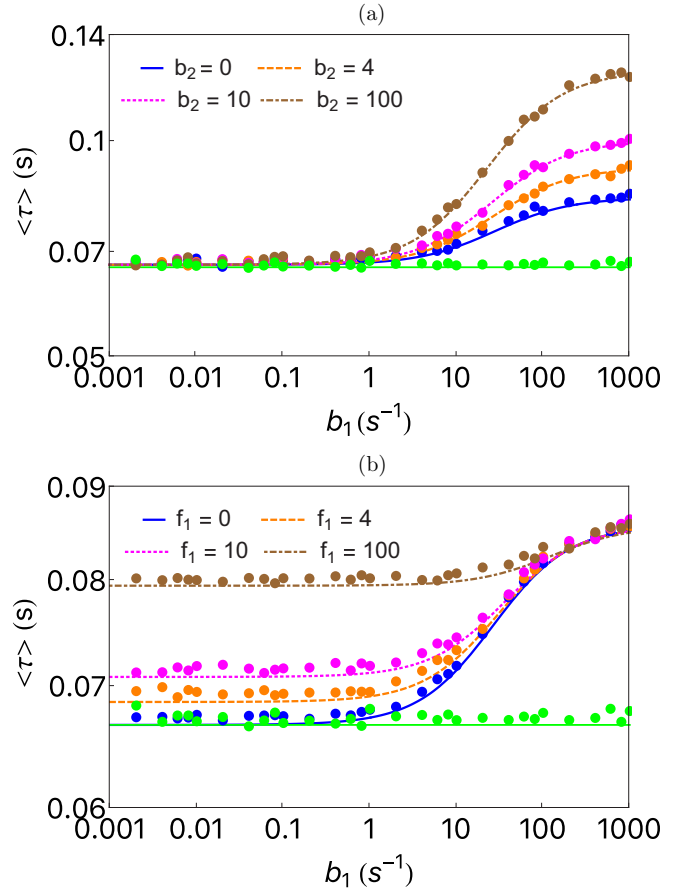 (a)
0.14
b2 = 0 b2 = 4
b2 = 10 b2 = 100
0.1
<τ> (s)
0.07
0.05
0.001 0.01 0.1 1 10 100 1000
b1 (s⁻¹)
(b)
0.09
f1 = 0 f1 = 4
f1 = 10 f1 = 100
0.08
<τ> (s)
0.07
0.06
0.001 0.01 0.1 1 10 100 1000
b1 (s⁻¹)